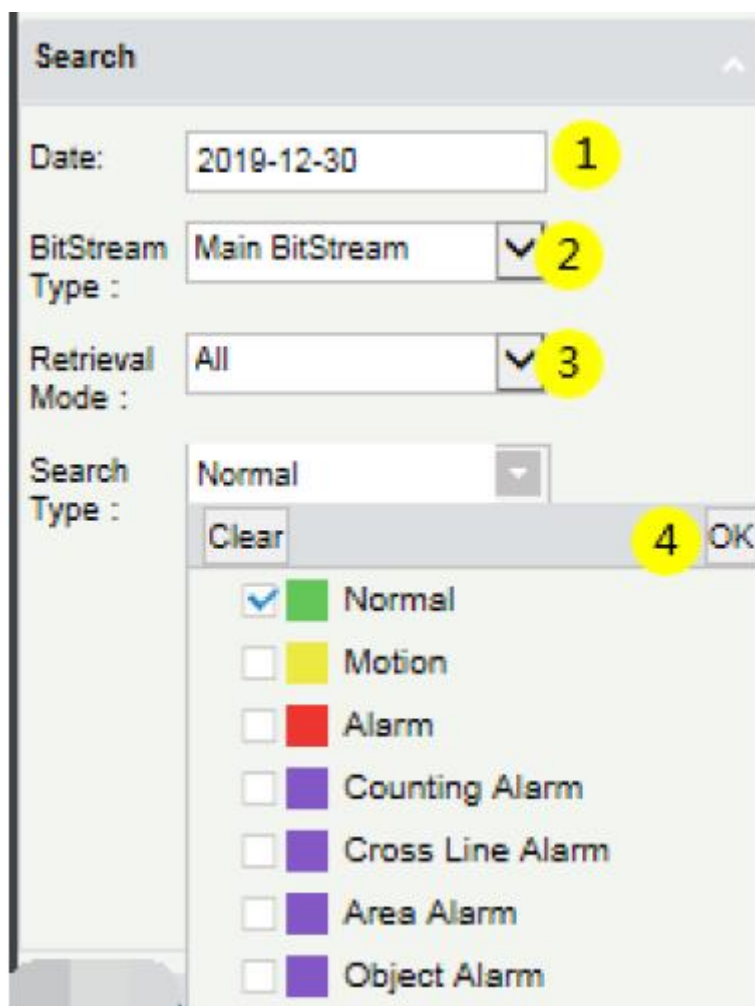 Search
Date: 2019-12-30 1
BitStream Type : Main BitStream 2
Retrieval Mode : All 3
Search Type : Normal
Clear 4 OK
Normal
Motion
Alarm
Counting Alarm
Cross Line Alarm
Area Alarm
Object Alarm